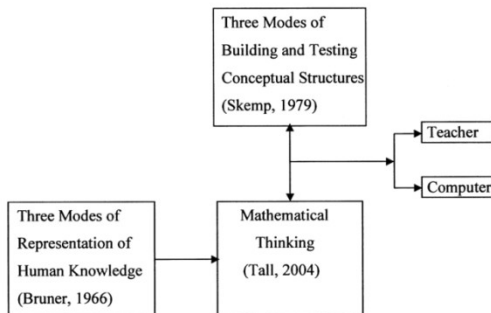 Three Modes of
Building and Testing
Conceptual Structures
(Skemp, 1979)
Teacher
Computer
Three Modes of
Representation of
Human Knowledge
(Bruner, 1966)
Mathematical
Thinking
(Tall, 2004)